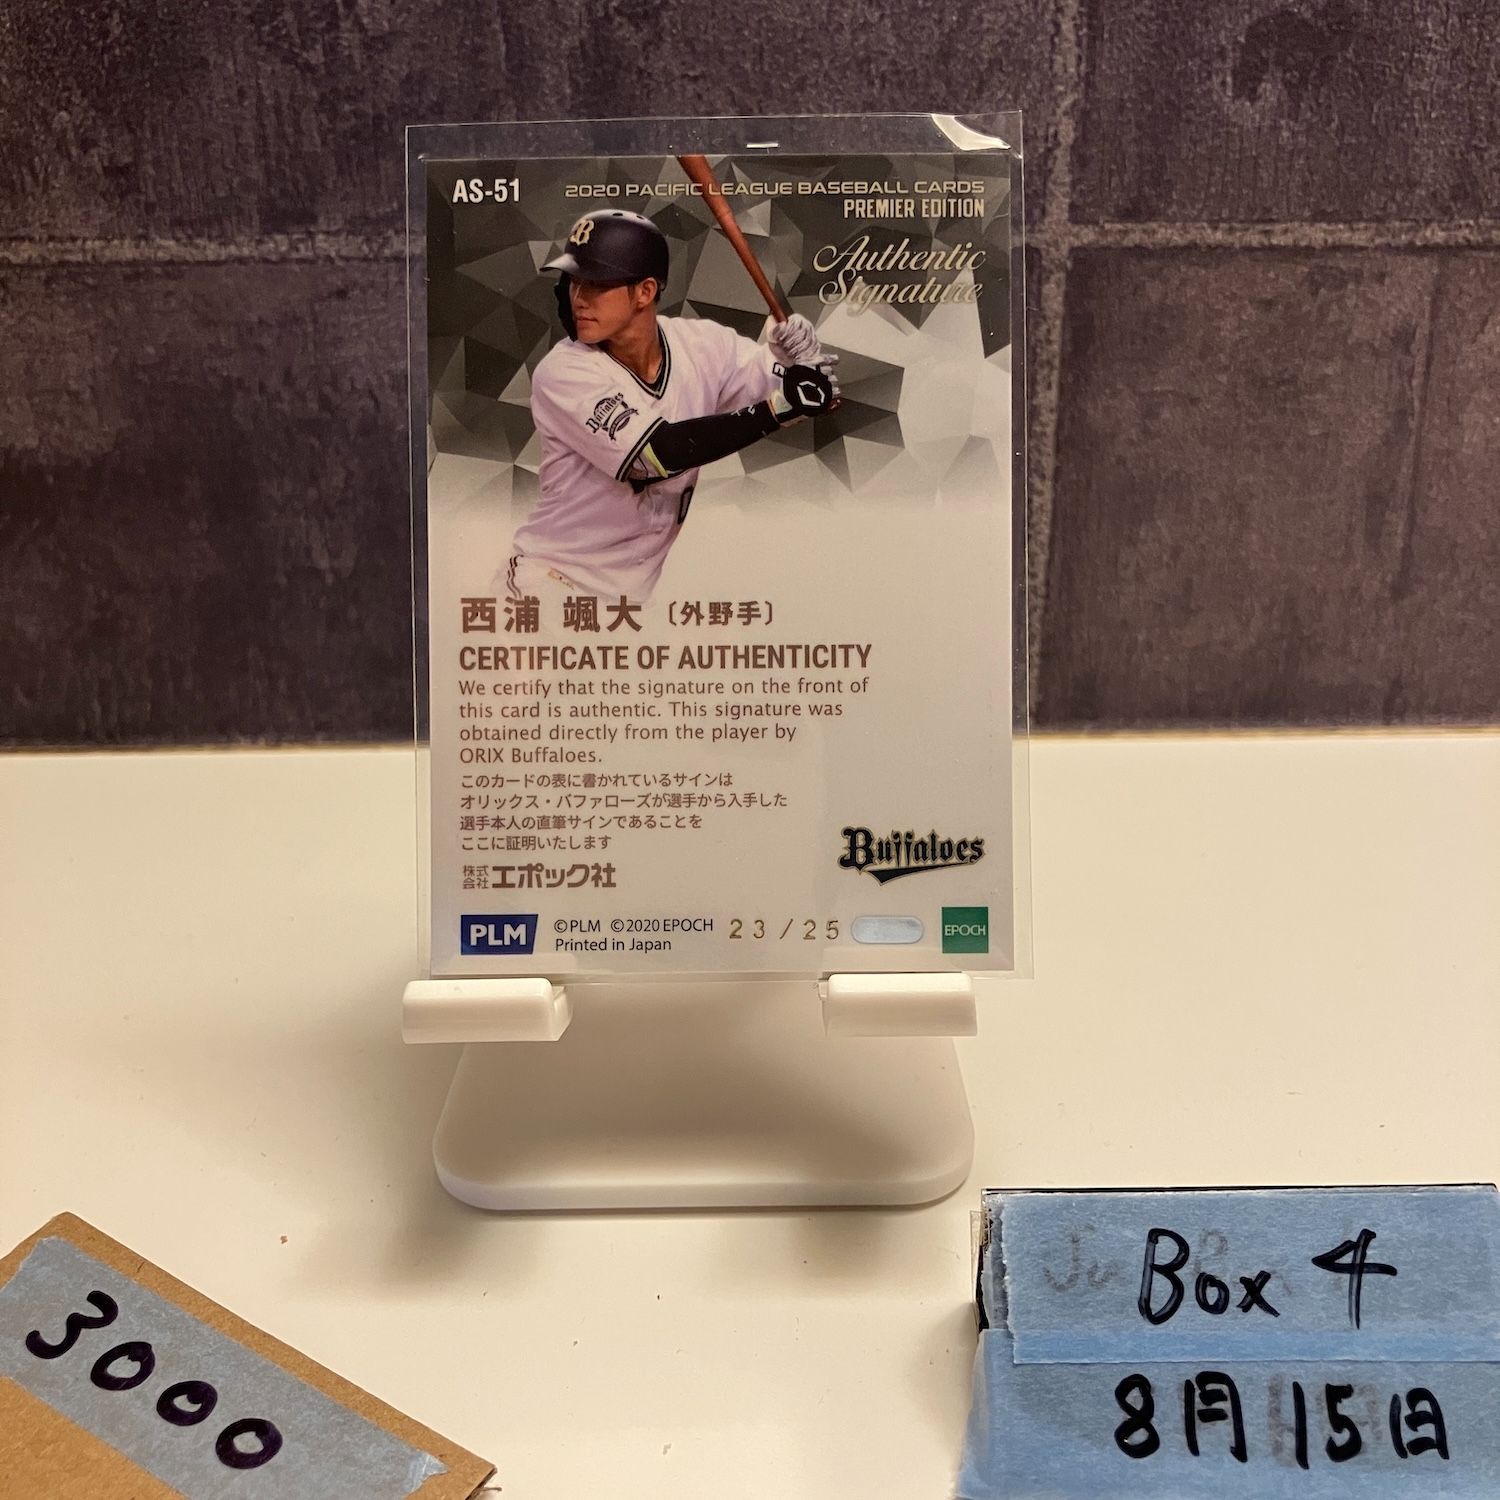 AS-51
2020 PACIFIC LEAGUE BASEBALL CARDS
PREMIER EDITION
Authentic
Signature
B
Buffaloes
西浦 颯大〔外野手〕
CERTIFICATE OF AUTHENTICITY
We certify that the signature on the front of
this card is authentic. This signature was
obtained directly from the player by
ORIX Buffaloes.
このカードの表に書かれているサインは
オリックス・バファローズが選手から入手した
選手本人の直筆サインであることを
ここに証明いたします
株式会社エポック社
Buffaloes
PLM
©PLM ©2020 EPOCH
Printed in Japan
23/25
EPOCH
3000
Box 4
8月15日